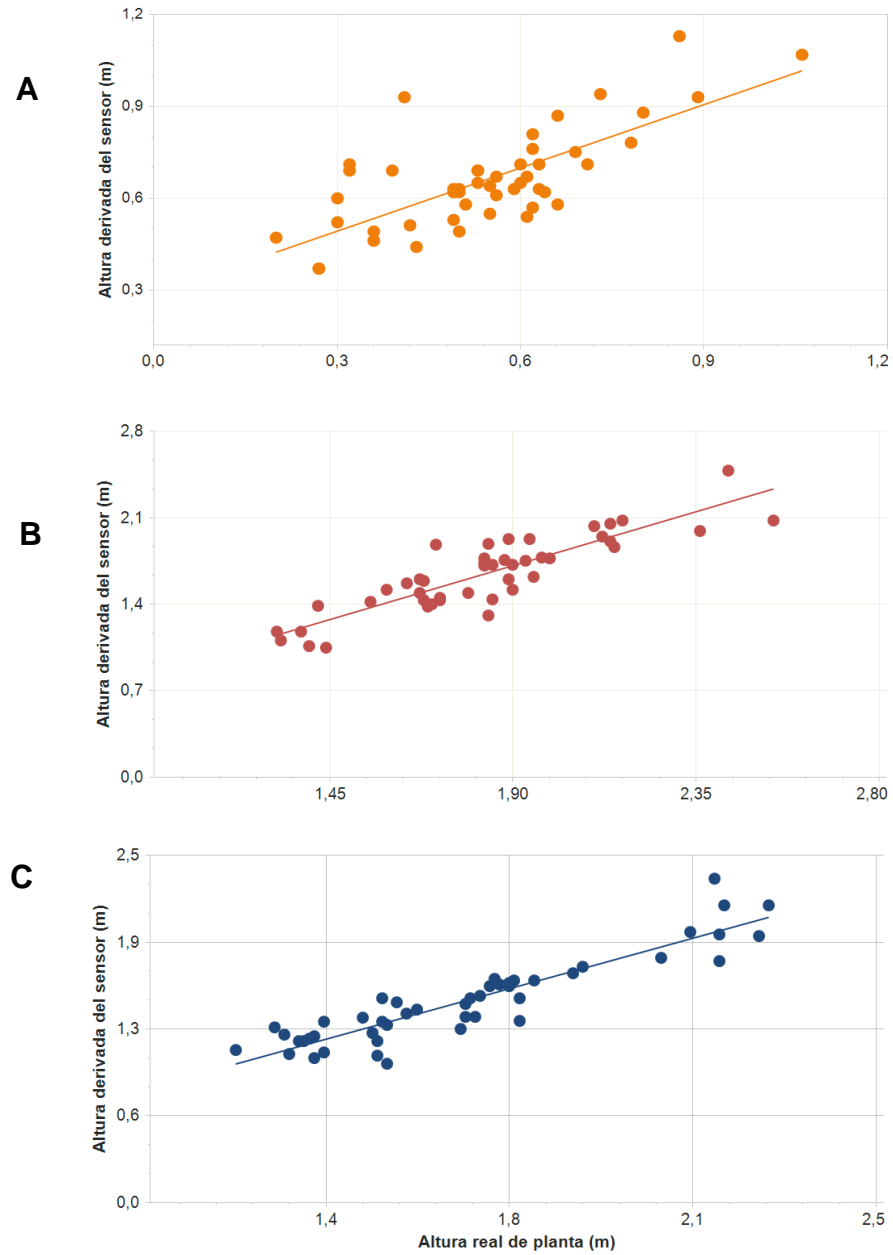 A
Altura derivada del sensor (m)
1,2
0,9
0,6
0,3
0,0 0,3 0,6 0,9 1,2
B
Altura derivada del sensor (m)
2,8
2,1
1,4
0,7
0,0
1,45 1,90 2,35 2,80
C
Altura derivada del sensor (m)
2,5
1,9
1,3
0,6
0,0
1,4 1,8 2,1 2,5
Altura real de planta (m)